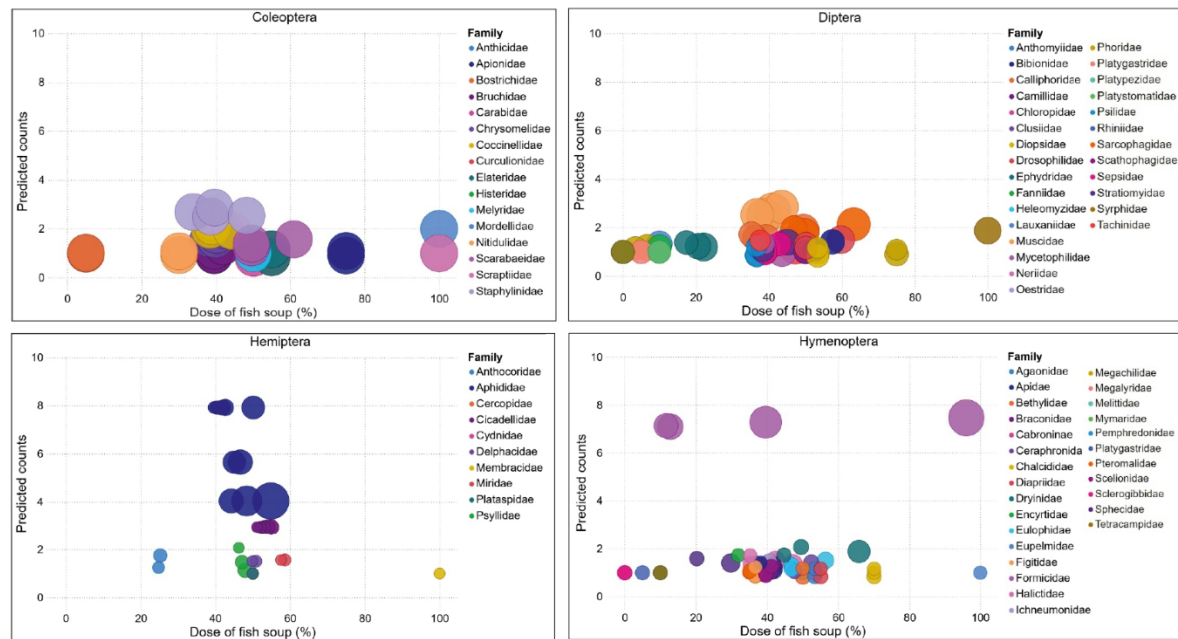 Coleoptera
Predicted counts
10
8
6
4
2
0
0
20
40
60
80
100
Dose of fish soup (%)
Family
Anthicidae
Apionidae
Bostrichidae
Bruchidae
Carabidae
Chrysomelidae
Coccinellidae
Curculionidae
Elateridae
Histeridae
Melyridae
Mordellidae
Nitidulidae
Scarabaeidae
Scraptiidae
Staphylinidae
Diptera
Predicted counts
10
8
6
4
2
0
0
20
40
60
80
100
Dose of fish soup (%)
Family
Anthomyiidae
Bibionidae
Calliphoridae
Camillidae
Chloropidae
Clusiidae
Diopsidae
Drosophilidae
Ephydridae
Fanniidae
Heleomyzidae
Lauxaniidae
Muscidae
Mycetophilidae
Neriidae
Oestridae
Phoridae
Platygastridae
Platypezidae
Platystomatidae
Psilidae
Rhiniidae
Sarcophagidae
Scathophagidae
Sepsidae
Stratiomyidae
Syrphidae
Tachinidae
Hemiptera
Predicted counts
10
8
6
4
2
0
0
20
40
60
80
100
Dose of fish soup (%)
Family
Anthocoridae
Aphididae
Cercopidae
Cicadellidae
Cydnidae
Delphacidae
Membracidae
Miridae
Plataspidae
Psyllidae
Hymenoptera
Predicted counts
10
8
6
4
2
0
0
20
40
60
80
100
Dose of fish soup (%)
Family
Agaonidae
Apidae
Bethylidae
Braconidae
Cabroninae
Ceraphronida
Chalcididae
Diapriidae
Dryinidae
Encyrtidae
Eulophidae
Eupelmidae
Figitidae
Formicidae
Halictidae
Ichneumonidae
Megachilidae
Megalyridae
Melittidae
Mymaridae
Pemphredonidae
Platygastridae
Pteromalidae
Scelionidae
Sclerogibbidae
Sphecidae
Tetracampidae